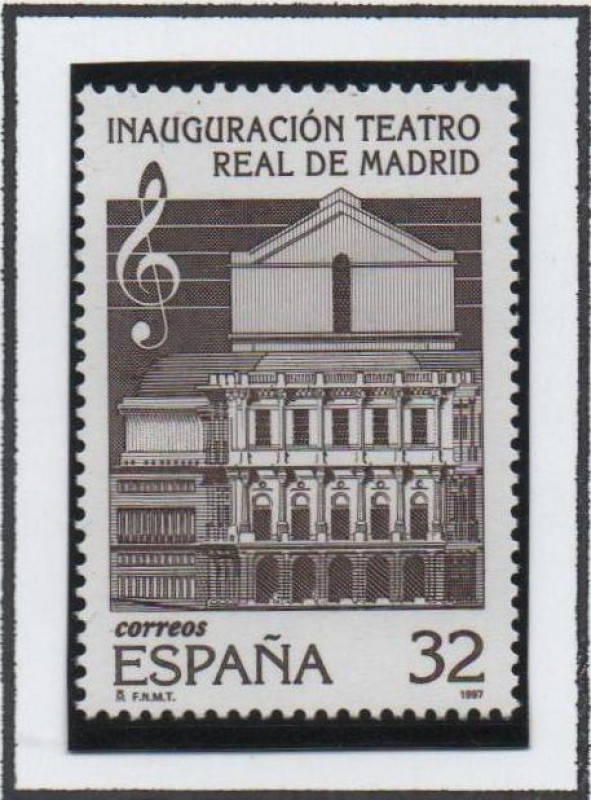 INAUGURACIÓN TEATRO
REAL DE MADRID
correos
ESPAÑA 32
F.N.M.T. 1997